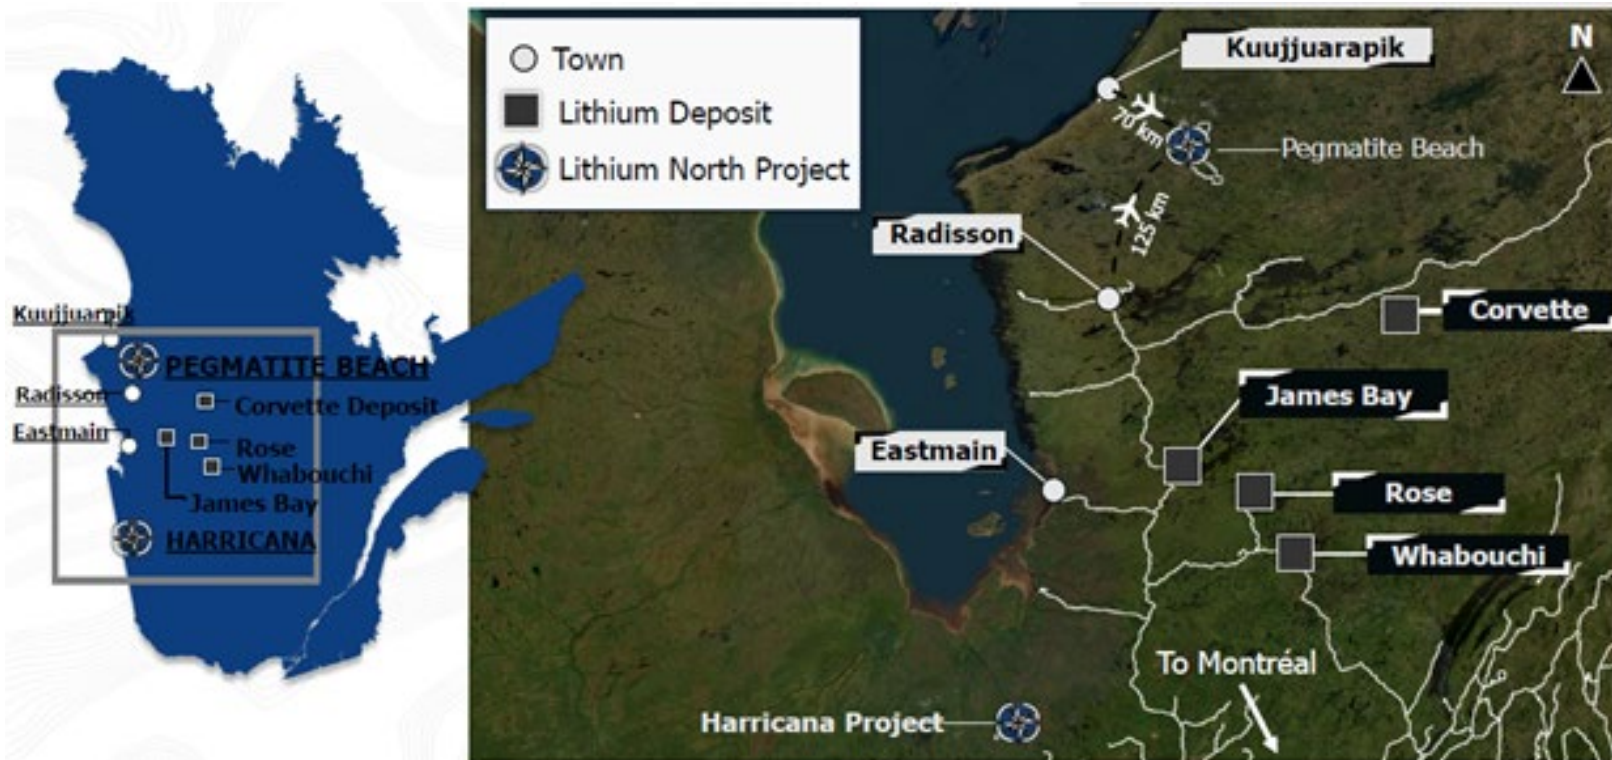 Kuujjuarpik
PEGMATITE BEACH
Radisson
Corvette Deposit
Eastmain
Rose
Whabouchi
James Bay
HARRICANA
Town
Lithium Deposit
Lithium North Project
Kuujjuarapik
N
70 km
Pegmatite Beach
125 km
Radisson
Corvette
James Bay
Eastmain
Rose
Whabouchi
To Montréal
Harricana Project